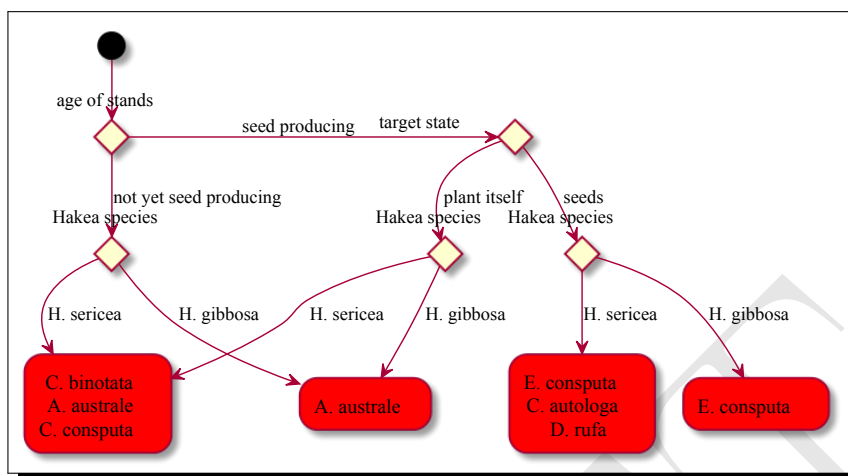 age of stands
seed producing
target state
not yet seed producing
Hakea species
plant itself
Hakea species
seeds
Hakea species
H. sericea
H. gibbosa
H. sericea
H. gibbosa
H. sericea
H. gibbosa
C. binotata
A. australe
C. consputa
A. australe
E. consputa
C. autologa
D. rufa
E. consputa